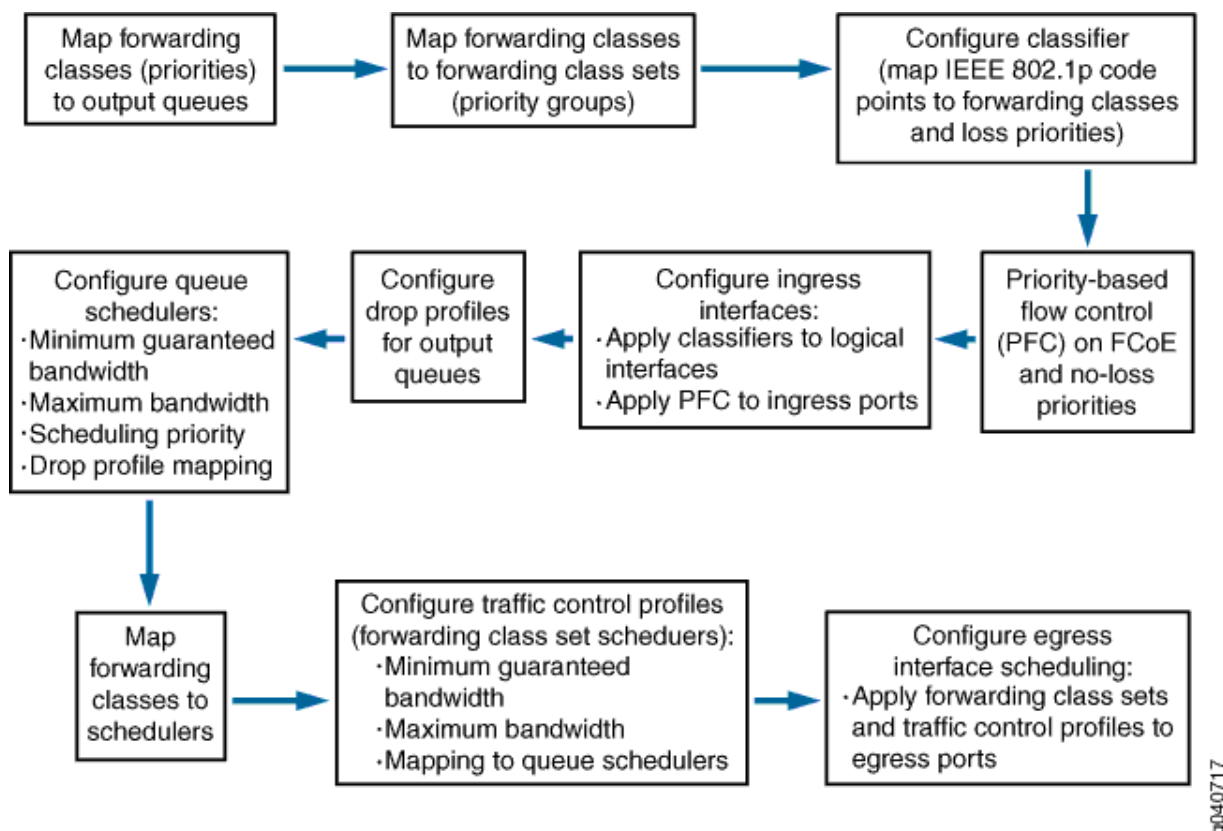 Map forwarding
classes (priorities)
to output queues
Map forwarding classes
to forwarding class sets
(priority groups)
Configure classifier
(map IEEE 802.1p code
points to forwarding classes
and loss priorities)
Priority-based
flow control
(PFC) on FCoE
and no-loss
priorities
Configure ingress
interfaces:
·Apply classifiers to logical
interfaces
·Apply PFC to ingress ports
Configure
drop profiles
for output
queues
Configure queue
schedulers:
·Minimum guaranteed
bandwidth
·Maximum bandwidth
·Scheduling priority
·Drop profile mapping
Map
forwarding
classes to
schedulers
Configure traffic control profiles
(forwarding class set scheduers):
·Minimum guaranteed
bandwidth
·Maximum bandwidth
·Mapping to queue schedulers
Configure egress
interface scheduling:
·Apply forwarding class sets
and traffic control profiles to
egress ports